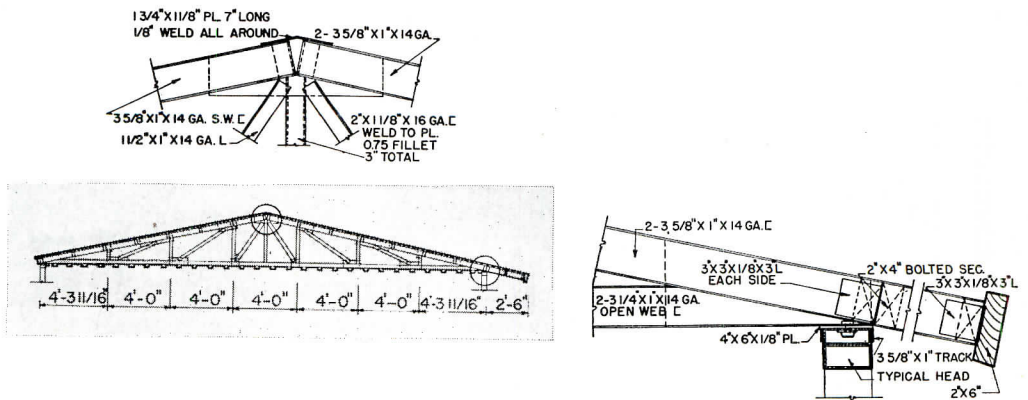 1 3/4"X11/8" PL. 7" LONG
1/8" WELD ALL AROUND
2-3 5/8"X1"X14GA.
3 5/8"X1"X14 GA. S.W. [
1 1/2"X1"X14 GA. L
2"X1 1/8"X16 GA. [
WELD TO PL.
0.75 FILLET
3" TOTAL
4'-3 11/16" 4'-0" 4'-0" 4'-0" 4'-0" 4'-0" 4'-3 11/16" 2'-6"
2-3 5/8"X1"X14 GA. [
3"X3"X1/8"X3"L
EACH SIDE
2"X4" BOLTED SEC.
3"X3"X1/8"X3"L
2-3 1/4"X1"X114 GA.
OPEN WEB [
4"X6"X1/8" PL.
3 5/8"X1" TRACK
TYPICAL HEAD
2"X6"